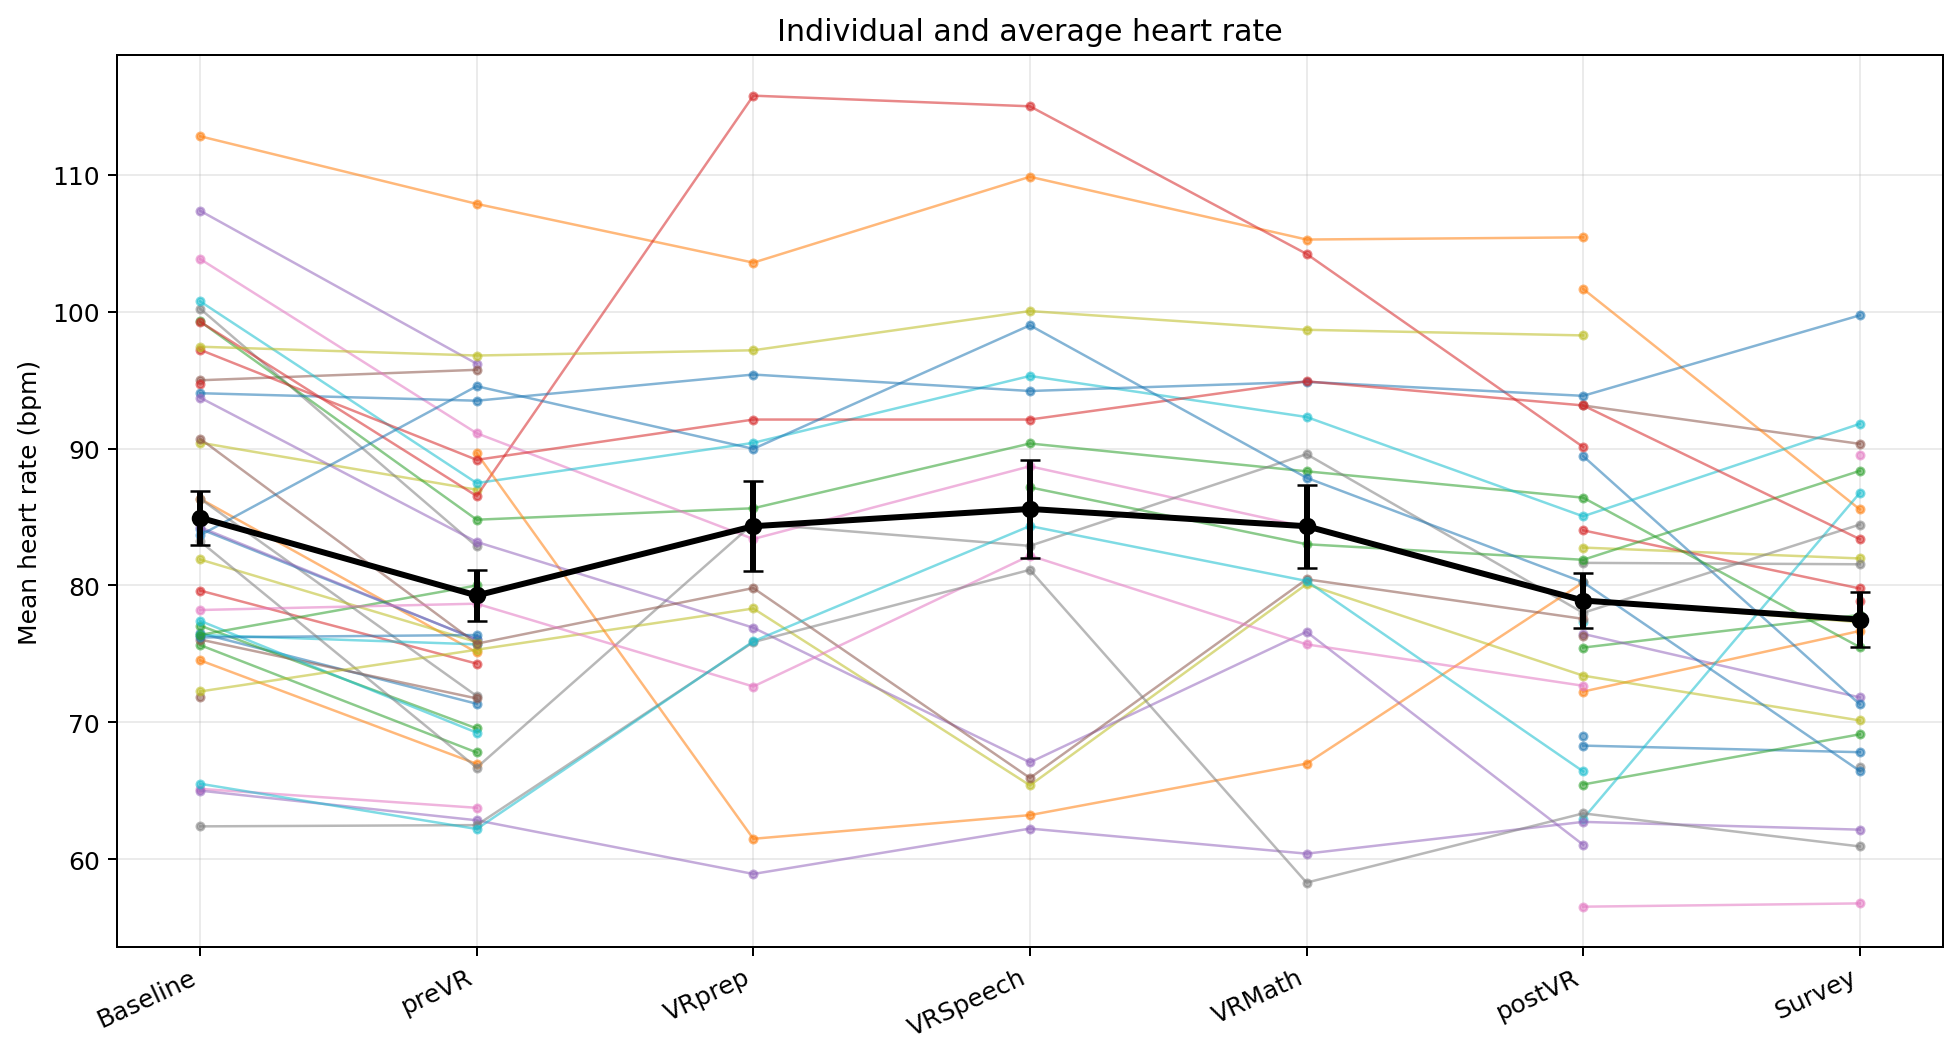 Individual and average heart rate
Mean heart rate (bpm)
110
100
90
80
70
60
Baseline
preVR
VRprep
VRSpeech
VRMath
postVR
Survey